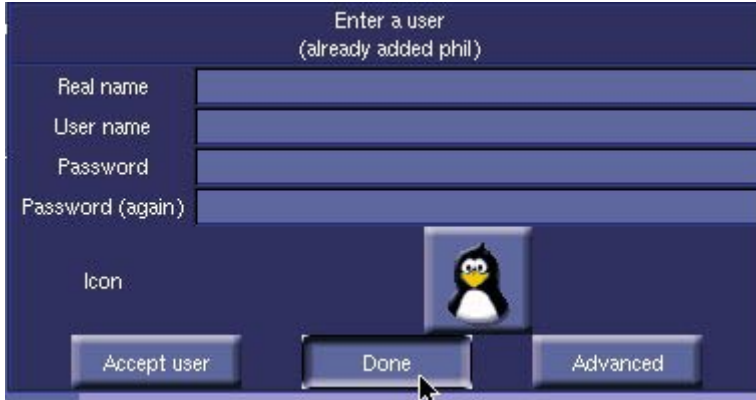 Enter a user
(already added phil)
Real name
User name
Password
Password (again)
Icon
Accept user
Done
Advanced